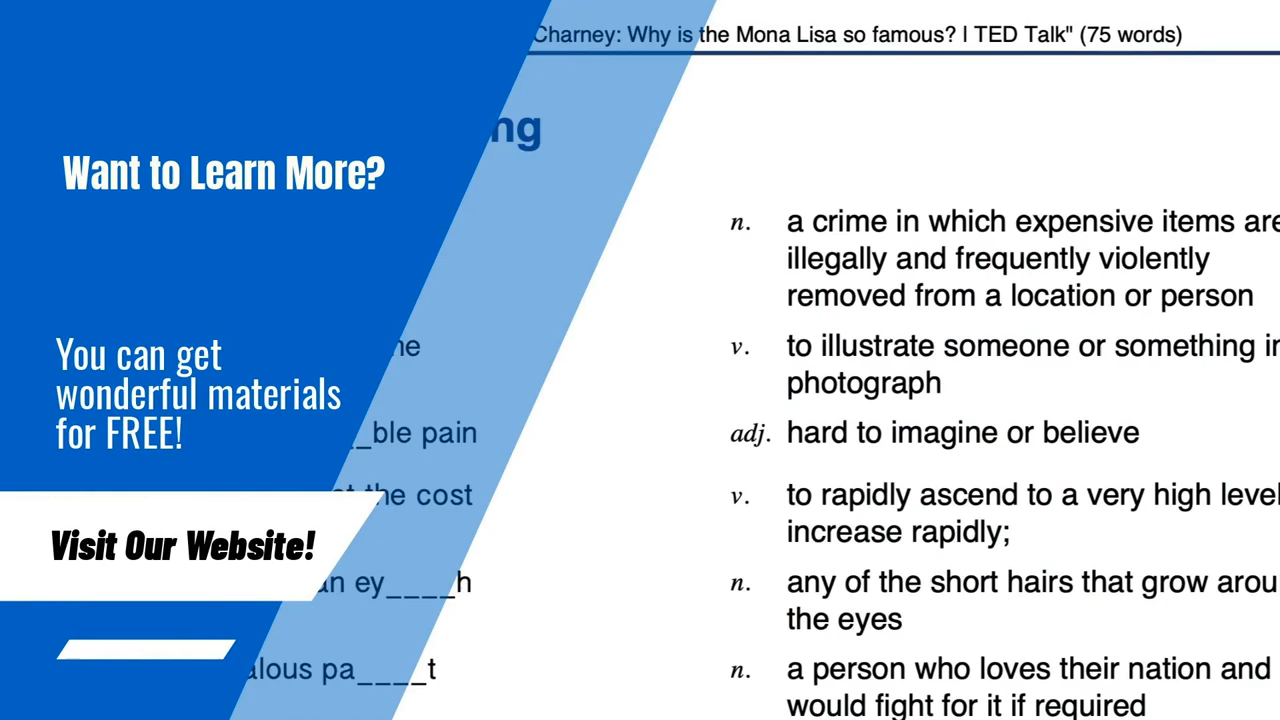 Charney: Why is the Mona Lisa so famous? | TED Talk" (75 words)
ng
Want to Learn More?
You can get
wonderful materials
for FREE!
Visit Our Website!
n. a crime in which expensive items are
illegally and frequently violently
removed from a location or person
he
v. to illustrate someone or something in
photograph
_ble pain
adj. hard to imagine or believe
the cost
v. to rapidly ascend to a very high level
increase rapidly;
an ey____h
n. any of the short hairs that grow arou
the eyes
alous pa____t
n. a person who loves their nation and
would fight for it if required